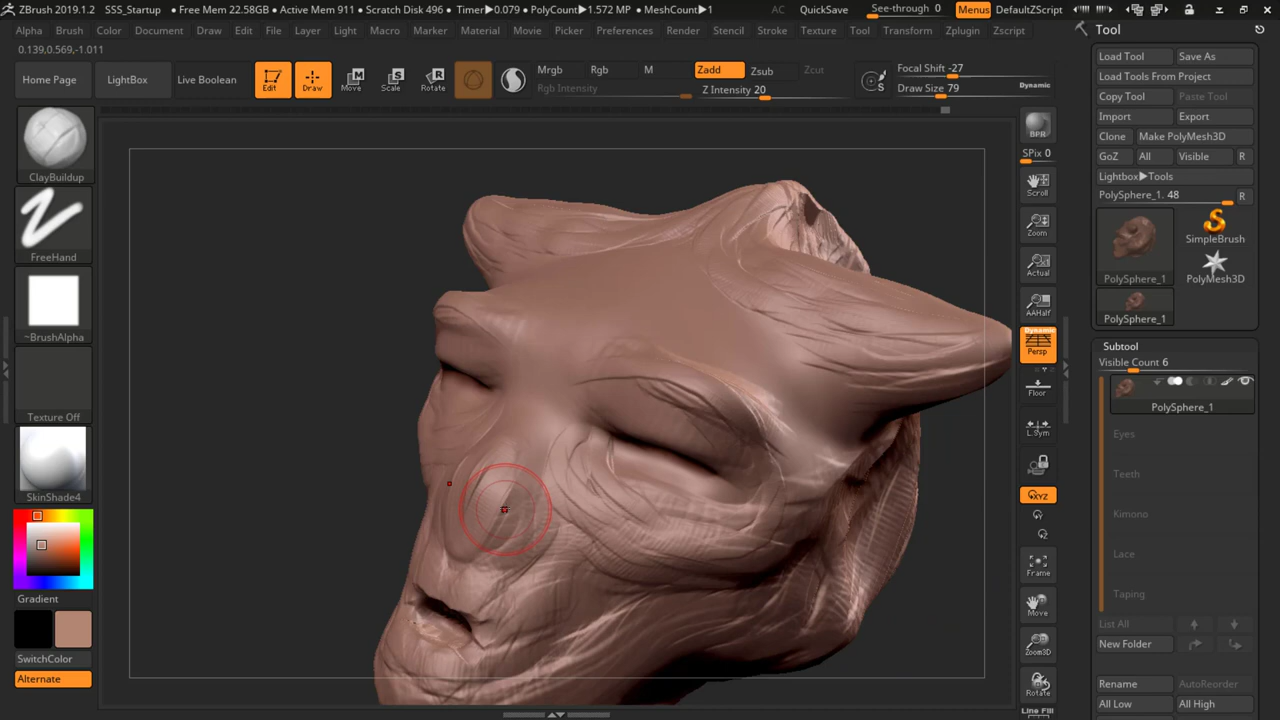 ZBrush 2019.1.2 • Free Mem 22.58GB • Active Mem 911 • Scratch Disk 496 • Timer▶0.079 • PolyCount▶1.572 MP • MeshCount▶1 AC QuickSave See-through 0 Menus DefaultZScript
Alpha Brush Color Document Draw Edit File Layer Light Macro Marker Material Movie Picker Preferences Render Stencil Stroke Texture Tool Transform Zplugin Zscript
0.139,0.569,-1.011
Home Page LightBox Live Boolean Edit Draw Move Scale Rotate
Mrgb Rgb M Zadd Zsub Zcut
Rgb Intensity Z Intensity 20
Focal Shift -27
Draw Size 79 Dynamic
ClayBuildup
FreeHand
~BrushAlpha
Texture Off
SkinShade4
Gradient
SwitchColor
Alternate
BPR
SPix 0
Scroll
Zoom
Actual
AAHalf
Dynamic
Persp
Floor
L.Sym
XYZ
Y
Z
Frame
Move
Zoom3D
Rotate
Line Fill
Tool
Load Tool Save As
Load Tools From Project
Copy Tool Paste Tool
Import Export
Clone Make PolyMesh3D
GoZ All Visible R
Lightbox▶Tools
PolySphere_1. 48 R
PolySphere_1 SimpleBrush
PolyMesh3D
PolySphere_1
Subtool
Visible Count 6
PolySphere_1
Eyes
Teeth
Kimono
Lace
Taping
List All
New Folder
Rename AutoReorder
All Low All High